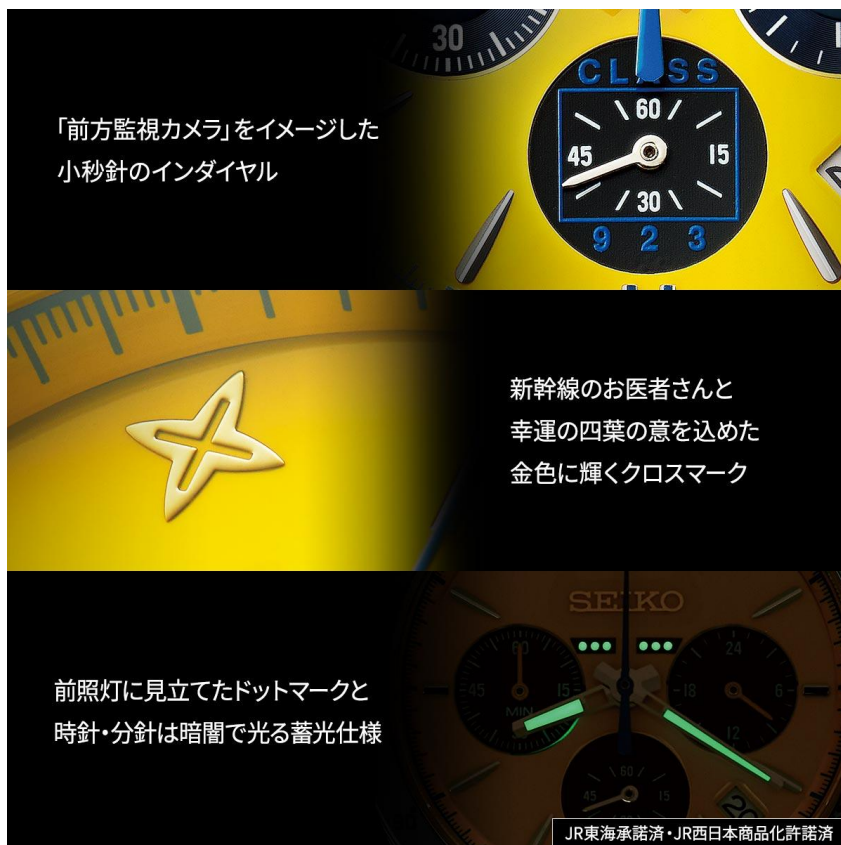 30
CLASS
60
45
15
30
9 2 3
「前方監視カメラ」をイメージした
小秒針のインダイヤル
新幹線のお医者さんと
幸運の四葉の意を込めた
金色に輝くクロスマーク
SEIKO
60
45
15
MIN
24
18
6
12
60
45
15
20
前照灯に見立てたドットマークと
時針・分針は暗闇で光る蓄光仕様
JR東海承諾済・JR西日本商品化許諾済